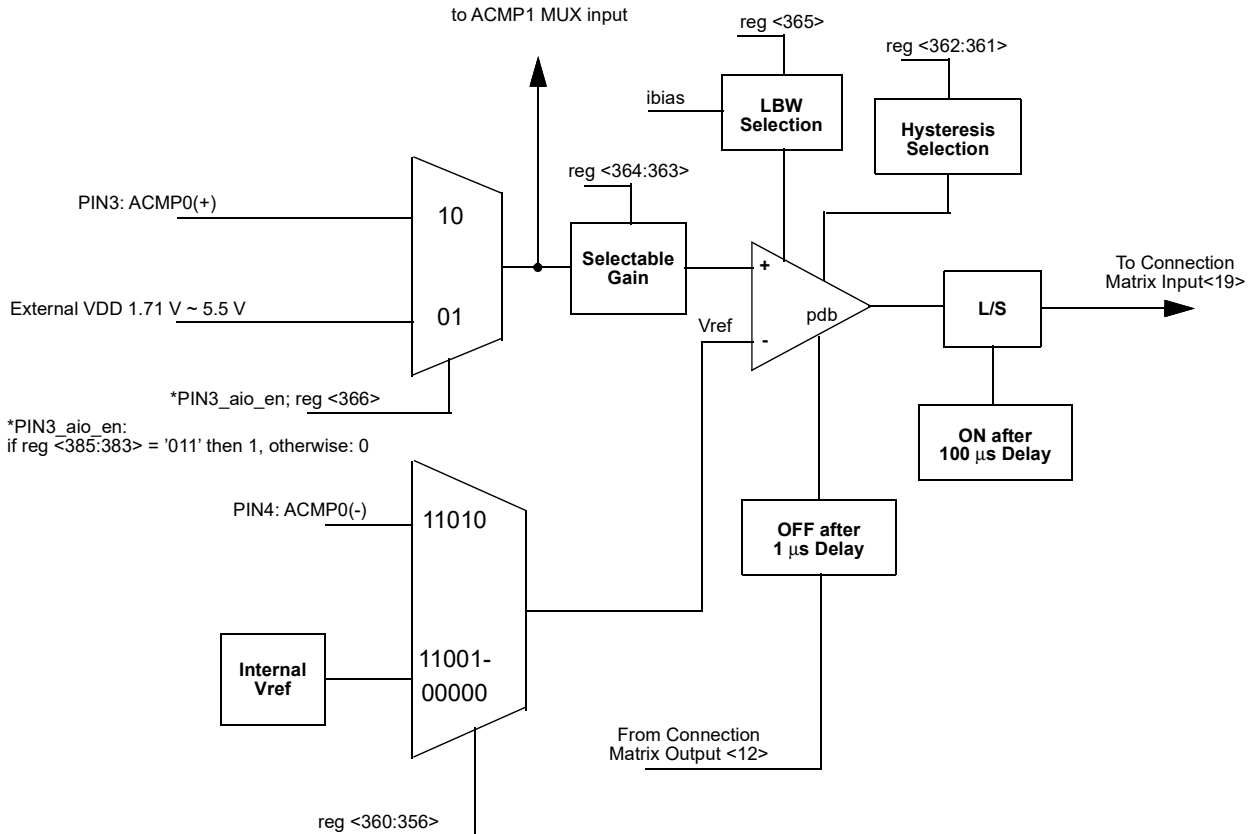 to ACMP1 MUX input
reg <365>
reg <362:361>
ibias
LBW
Selection
Hysteresis
Selection
reg <364:363>
PIN3: ACMP0(+)
10
Selectable
Gain
+
To Connection
Matrix Input<19>
External VDD 1.71 V ~ 5.5 V
01
Vref
pdb
-
L/S
*PIN3_aio_en; reg <366>
*PIN3_aio_en:
if reg <385:383> = ’011’ then 1, otherwise: 0
ON after
100 μs Delay
PIN4: ACMP0(-)
11010
OFF after
1 μs Delay
Internal
Vref
11001-
00000
From Connection
Matrix Output <12>
reg <360:356>